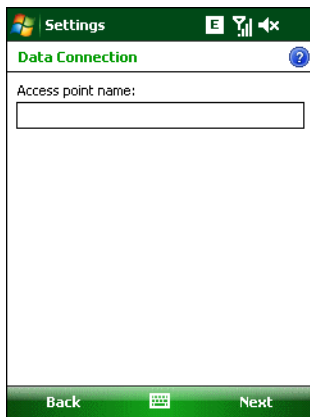 Settings E
Data Connection ?
Access point name:
Back Next